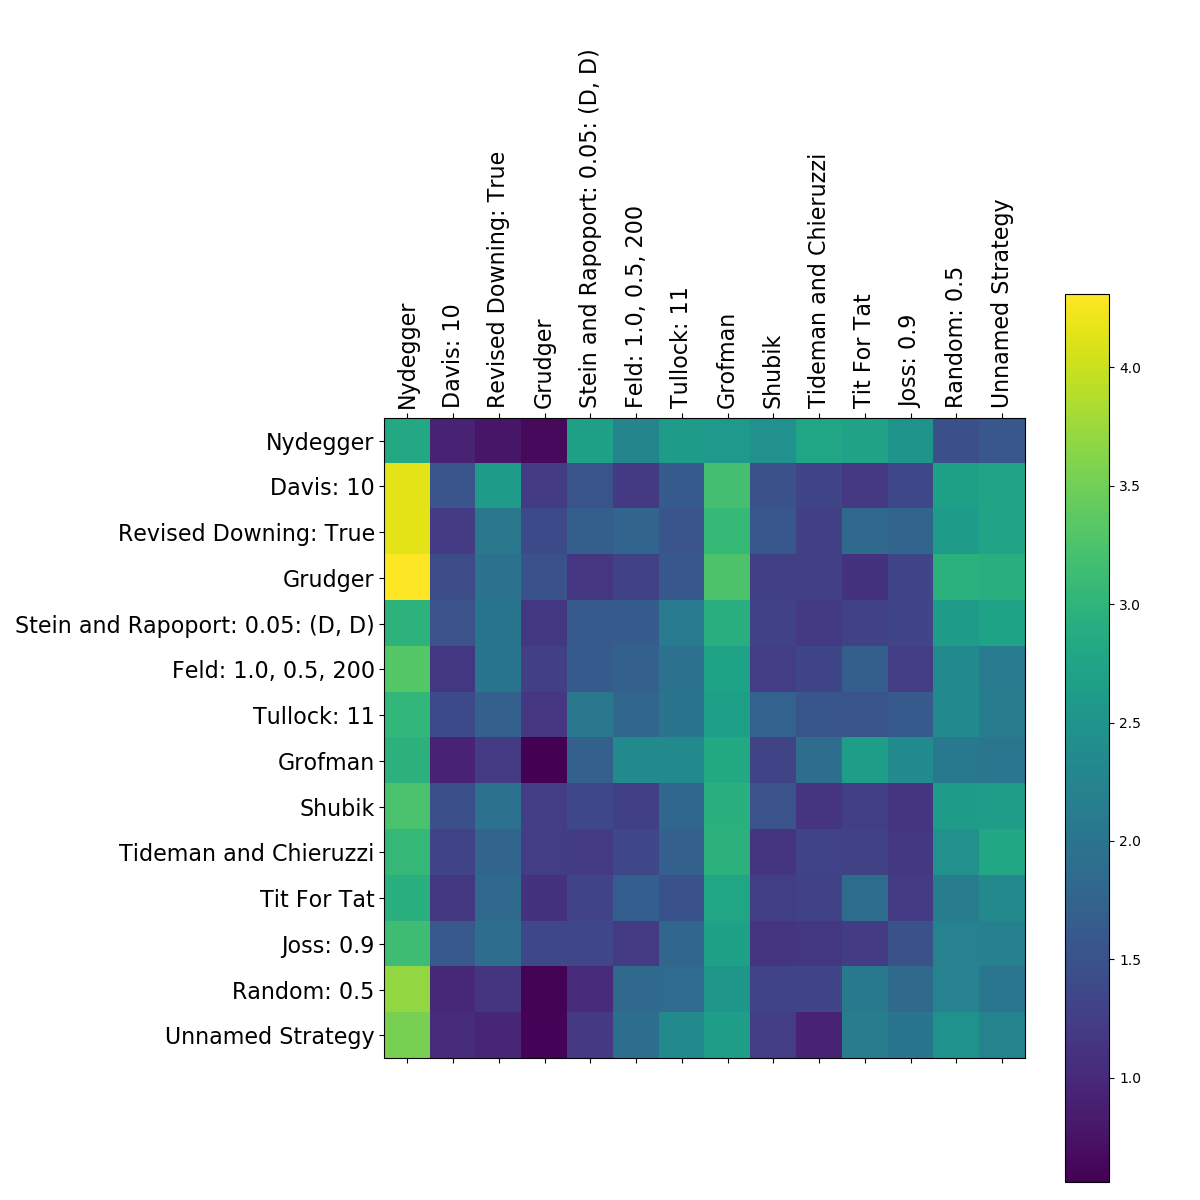 Nydegger
Davis: 10
Revised Downing: True
Grudger
Stein and Rapoport: 0.05: (D, D)
Feld: 1.0, 0.5, 200
Tullock: 11
Grofman
Shubik
Tideman and Chieruzzi
Tit For Tat
Joss: 0.9
Random: 0.5
Unnamed Strategy
Nydegger
Davis: 10
Revised Downing: True
Grudger
Stein and Rapoport: 0.05: (D, D)
Feld: 1.0, 0.5, 200
Tullock: 11
Grofman
Shubik
Tideman and Chieruzzi
Tit For Tat
Joss: 0.9
Random: 0.5
Unnamed Strategy
4.0
3.5
3.0
2.5
2.0
1.5
1.0